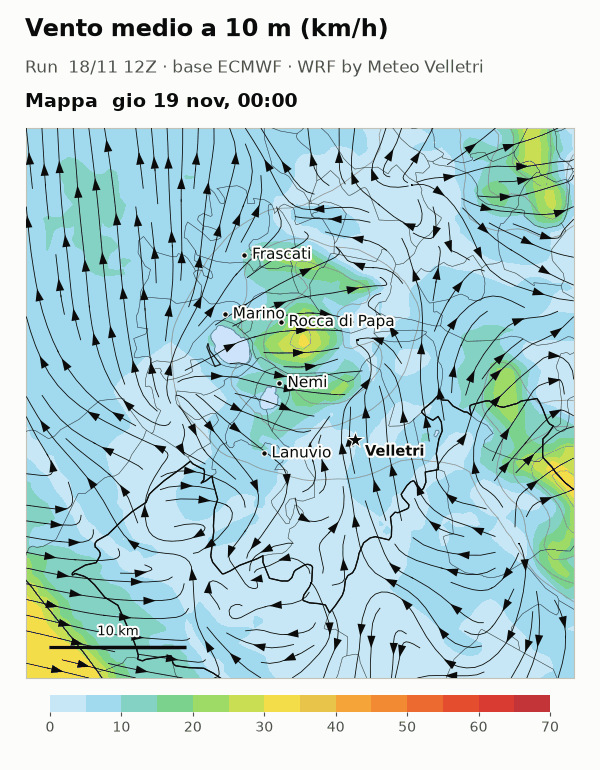 Vento medio a 10 m (km/h)
Run  18/11 12Z · base ECMWF · WRF by Meteo Velletri
Mappa  gio 19 nov, 00:00
Frascati
Marino
Rocca di Papa
Nemi
Velletri
Lanuvio
10 km
0 10 20 30 40 50 60 70